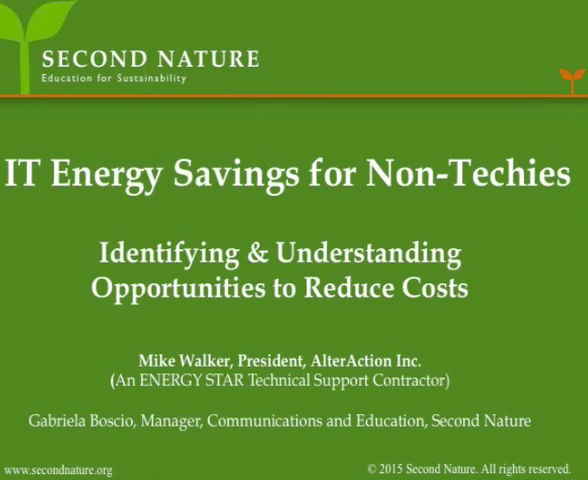 SECOND NATURE
Education for Sustainability
IT Energy Savings for Non-Techies
Identifying & Understanding
Opportunities to Reduce Costs
Mike Walker, President, AlterAction Inc.
(An ENERGY STAR Technical Support Contractor)
Gabriela Boscio, Manager, Communications and Education, Second Nature
www.secondnature.org
© 2015 Second Nature. All rights reserved.